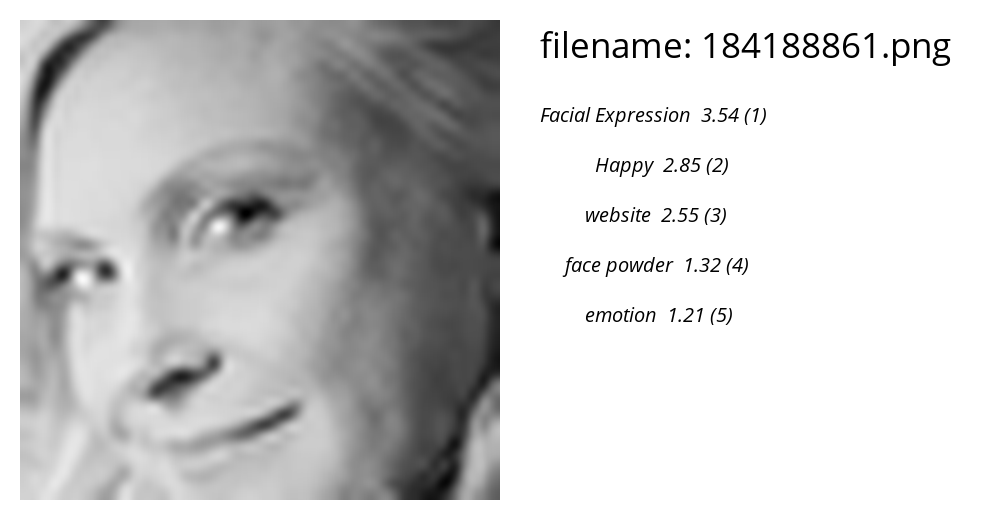 filename: 184188861.png
Facial Expression 3.54 (1)
Happy 2.85 (2)
website 2.55 (3)
face powder 1.32 (4)
emotion 1.21 (5)